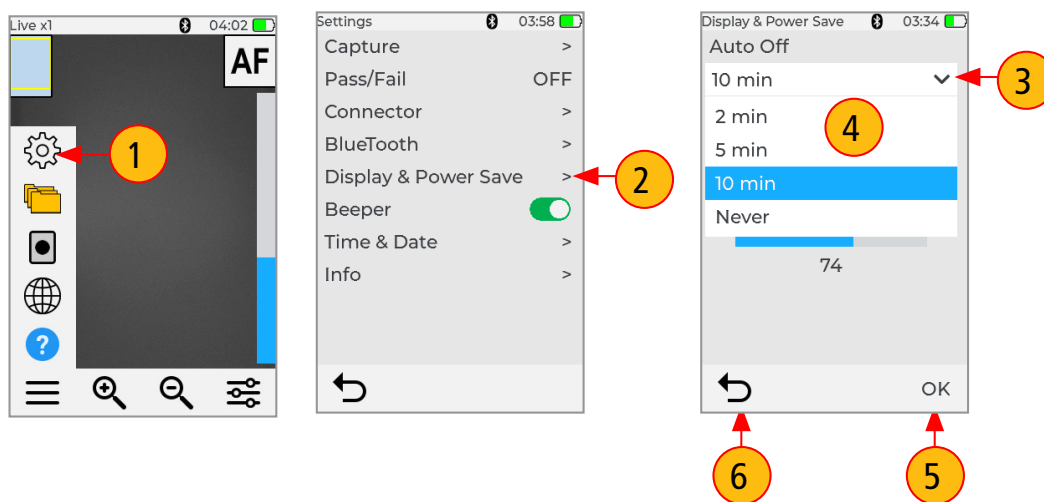 Live x1 04:02
AF
1
?
Settings 03:58
Capture >
Pass/Fail OFF
Connector >
BlueTooth >
Display & Power Save >
2
Beeper
Time & Date >
Info >
Display & Power Save 03:34
Auto Off
10 min
3
2 min
4
5 min
10 min
Never
74
OK
6
5